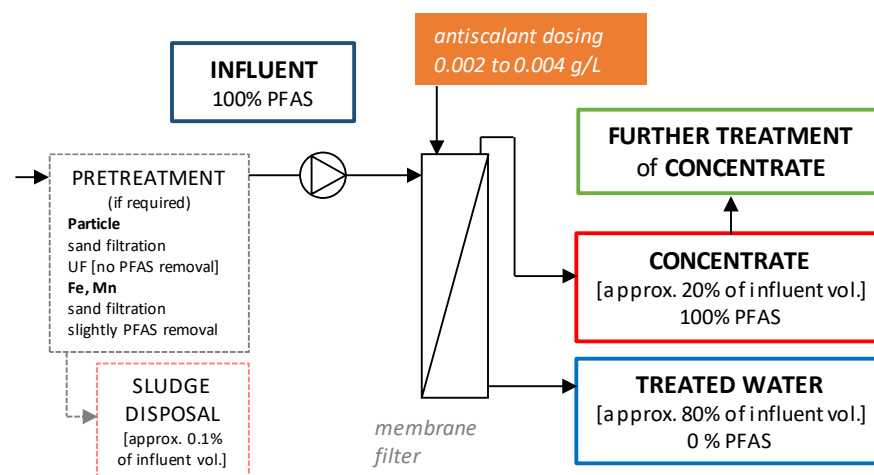 antiscalant dosing
0.002 to 0.004 g/L
INFLUENT
100% PFAS
FURTHER TREATMENT
of CONCENTRATE
PRETREATMENT
(if required)
Particle
sand filtration
UF [no PFAS removal]
Fe, Mn
sand filtration
slightly PFAS removal
CONCENTRATE
[approx. 20% of influent vol.]
100% PFAS
SLUDGE
DISPOSAL
[approx. 0.1%
of influent vol.]
membrane
filter
TREATED WATER
[approx. 80% of influent vol.]
0 % PFAS